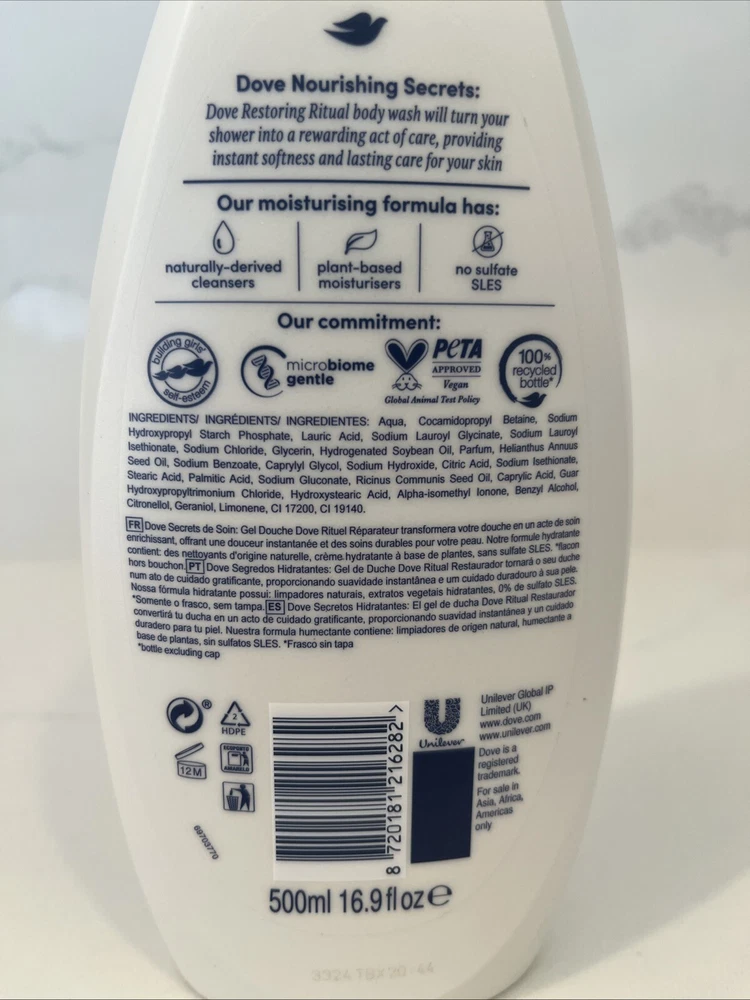 Dove Nourishing Secrets:
Dove Restoring Ritual body wash will turn your
shower into a rewarding act of care, providing
instant softness and lasting care for your skin
Our moisturising formula has:
naturally-derived
cleansers
plant-based
moisturisers
no sulfate
SLES
Our commitment:
building girls'
self-esteem
microbiome
gentle
PETA
APPROVED
Vegan
Global Animal Test Policy
100%
recycled
bottle*
INGREDIENTS/ INGRÉDIENTS/ INGREDIENTES: Aqua, Cocamidopropyl Betaine, Sodium
Hydroxypropyl Starch Phosphate, Lauric Acid, Sodium Lauroyl Glycinate, Sodium Lauroyl
Isethionate, Sodium Chloride, Glycerin, Hydrogenated Soybean Oil, Parfum, Helianthus Annuus
Seed Oil, Sodium Benzoate, Caprylyl Glycol, Sodium Hydroxide, Citric Acid, Sodium Isethionate,
Stearic Acid, Palmitic Acid, Sodium Gluconate, Ricinus Communis Seed Oil, Caprylic Acid, Guar
Hydroxypropyltrimonium Chloride, Hydroxystearic Acid, Alpha-isomethyl Ionone, Benzyl Alcohol,
Citronellol, Geraniol, Limonene, CI 17200, CI 19140.
FR Dove Secrets de Soin: Gel Douche Dove Rituel Réparateur transformera votre douche en un acte de soin
enrichissant, offrant une douceur instantanée et des soins durables pour votre peau. Notre formule hydratante
contient: des nettoyants d'origine naturelle, crème hydratante à base de plantes, sans sulfate SLES. *flacon
hors bouchon. PT Dove Segredos Hidratantes: Gel de Duche Dove Ritual Restaurador tornará o seu duche
num ato de cuidado gratificante, proporcionando suavidade instantânea e um cuidado duradouro à sua pele.
Nossa fórmula hidratante possui: limpadores naturais, extratos vegetais hidratantes, 0% de sulfato SLES.
*Somente o frasco, sem tampa. ES Dove Secretos Hidratantes: El gel de ducha Dove Ritual Restaurador
convertirá tu ducha en un acto de cuidado gratificante, proporcionando suavidad instantánea y un cuidado
duradero para tu piel. Nuestra formula humectante contiene: limpiadores de origen natural, humectante a
base de plantas, sin sulfatos SLES. *Frasco sin tapa
*bottle excluding cap
®
2
HDPE
12M
ECOPONTO
AMARELO
69703770
8 720181 216282 >
Unilever
Unilever Global IP
Limited (UK)
www.dove.com
www.unilever.com
Dove is a
registered
trademark.
For sale in
Asia, Africa,
Americas
only
500ml 16.9 fl oz ℮